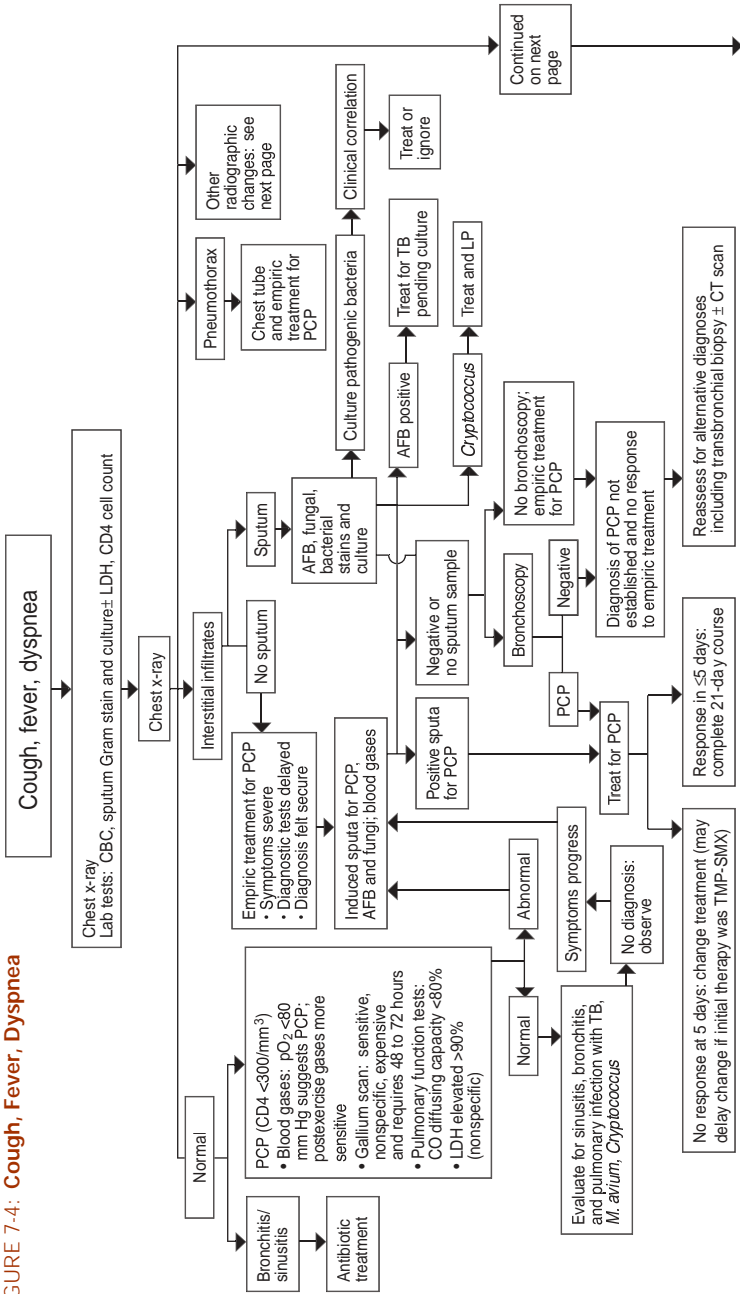 GURE 7-4: Cough, Fever, Dyspnea
Cough, fever, dyspnea
Chest x-ray
Lab tests: CBC, sputum Gram stain and culture± LDH, CD4 cell count
Chest x-ray
Normal
Bronchitis/
sinusitis
Antibiotic
treatment
PCP (CD4 <300/mm³)
• Blood gases: pO₂ <80
mm Hg suggests PCP;
postexercise gases more
sensitive
• Gallium scan: sensitive,
nonspecific, expensive
and requires 48 to 72 hours
• Pulmonary function tests:
CO diffusing capacity <80%
• LDH elevated >90%
(nonspecific)
Normal
Abnormal
Evaluate for sinusitis, bronchitis,
and pulmonary infection with TB,
M. avium, Cryptococcus
No diagnosis:
observe
Symptoms progress
Interstitial infiltrates
No sputum
Sputum
Empiric treatment for PCP
• Symptoms severe
• Diagnostic tests delayed
• Diagnosis felt secure
Induced sputa for PCP,
AFB and fungi; blood gases
AFB, fungal,
bacterial
stains and
culture
Culture pathogenic bacteria
Clinical correlation
Treat or
ignore
AFB positive
Treat for TB
pending culture
Cryptococcus
Treat and LP
Positive sputa
for PCP
Negative or
no sputum sample
Bronchoscopy
No bronchoscopy;
empiric treatment
for PCP
PCP
Negative
Treat for PCP
Diagnosis of PCP not
established and no response
to empiric treatment
No response at 5 days: change treatment (may
delay change if initial therapy was TMP-SMX)
Response in ≤5 days:
complete 21-day course
Reassess for alternative diagnoses
including transbronchial biopsy ± CT scan
Pneumothorax
Chest tube
and empiric
treatment for
PCP
Other
radiographic
changes: see
next page
Continued
on next
page